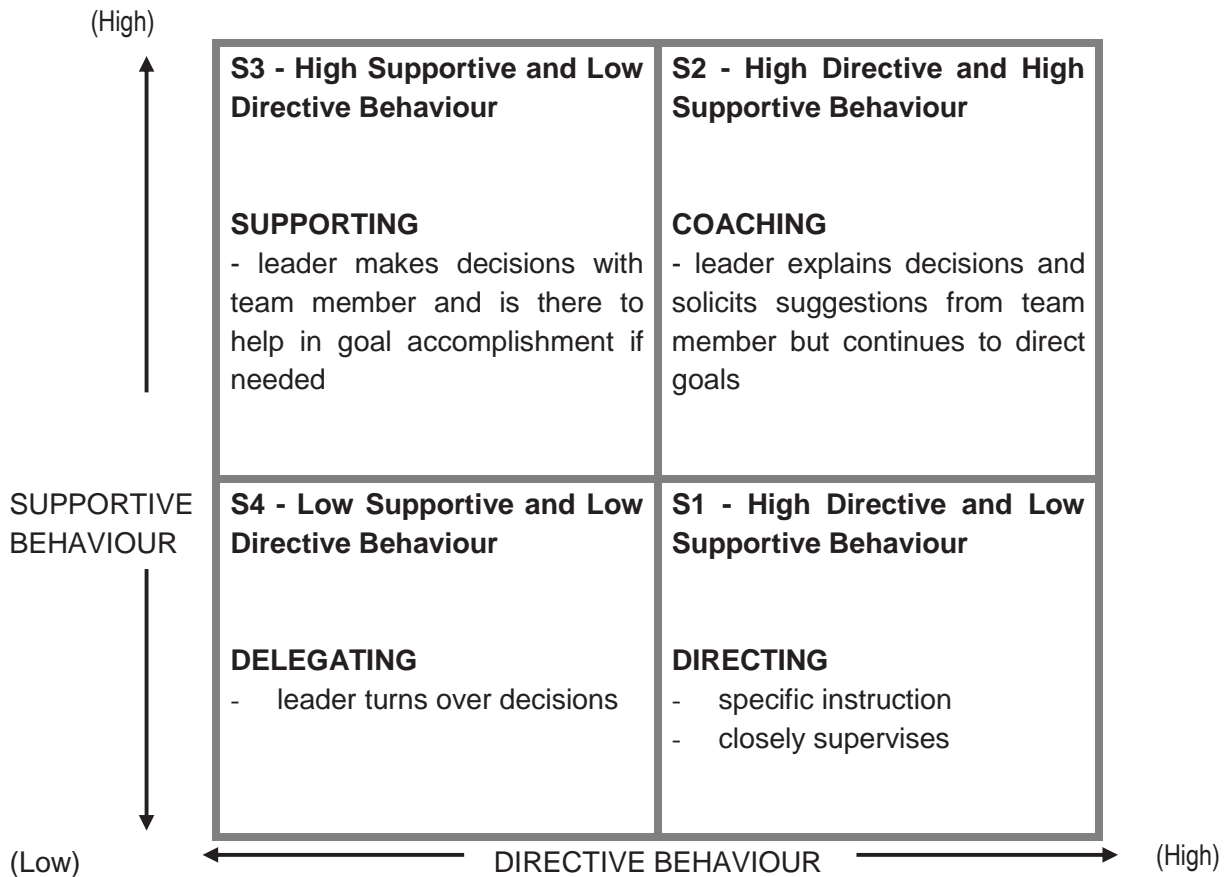 (High)
S3 - High Supportive and Low
Directive Behaviour
SUPPORTING
- leader makes decisions with
team member and is there to
help in goal accomplishment if
needed
S2 - High Directive and High
Supportive Behaviour
COACHING
- leader explains decisions and
solicits suggestions from team
member but continues to direct
goals
SUPPORTIVE
BEHAVIOUR
S4 - Low Supportive and Low
Directive Behaviour
DELEGATING
- leader turns over decisions
S1 - High Directive and Low
Supportive Behaviour
DIRECTING
- specific instruction
- closely supervises
(Low)
DIRECTIVE BEHAVIOUR
(High)